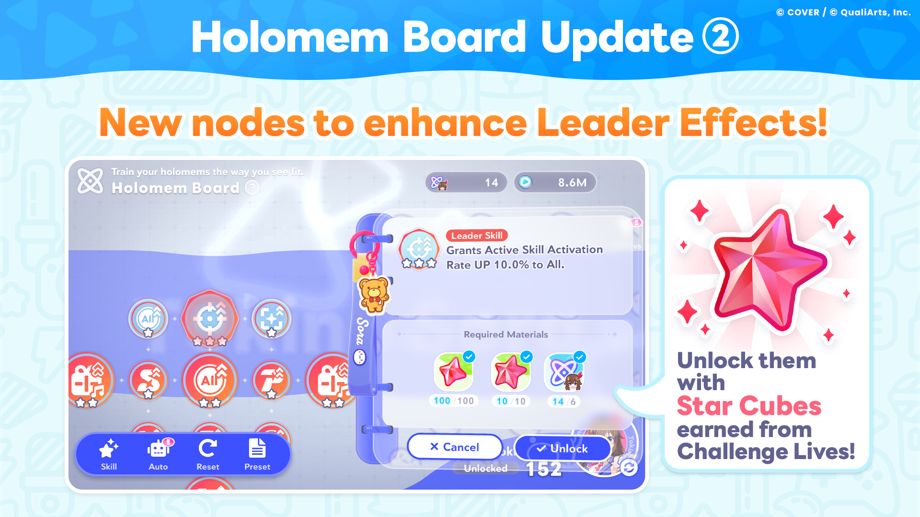 © COVER / © QualiArts, Inc.
Holomem Board Update ②
New nodes to enhance Leader Effects!
Train your holomems the way you see fit.
Holomem Board
14
8.6M
Leader Skill
Grants Active Skill Activation
Rate UP 10.0% to All.
Sora
All
All
Required Materials
100/100
10/10
14/6
Cancel
Unlock
Skill
Auto
Reset
Preset
Unlocked
152
Unlock them
with
Star Cubes
earned from
Challenge Lives!